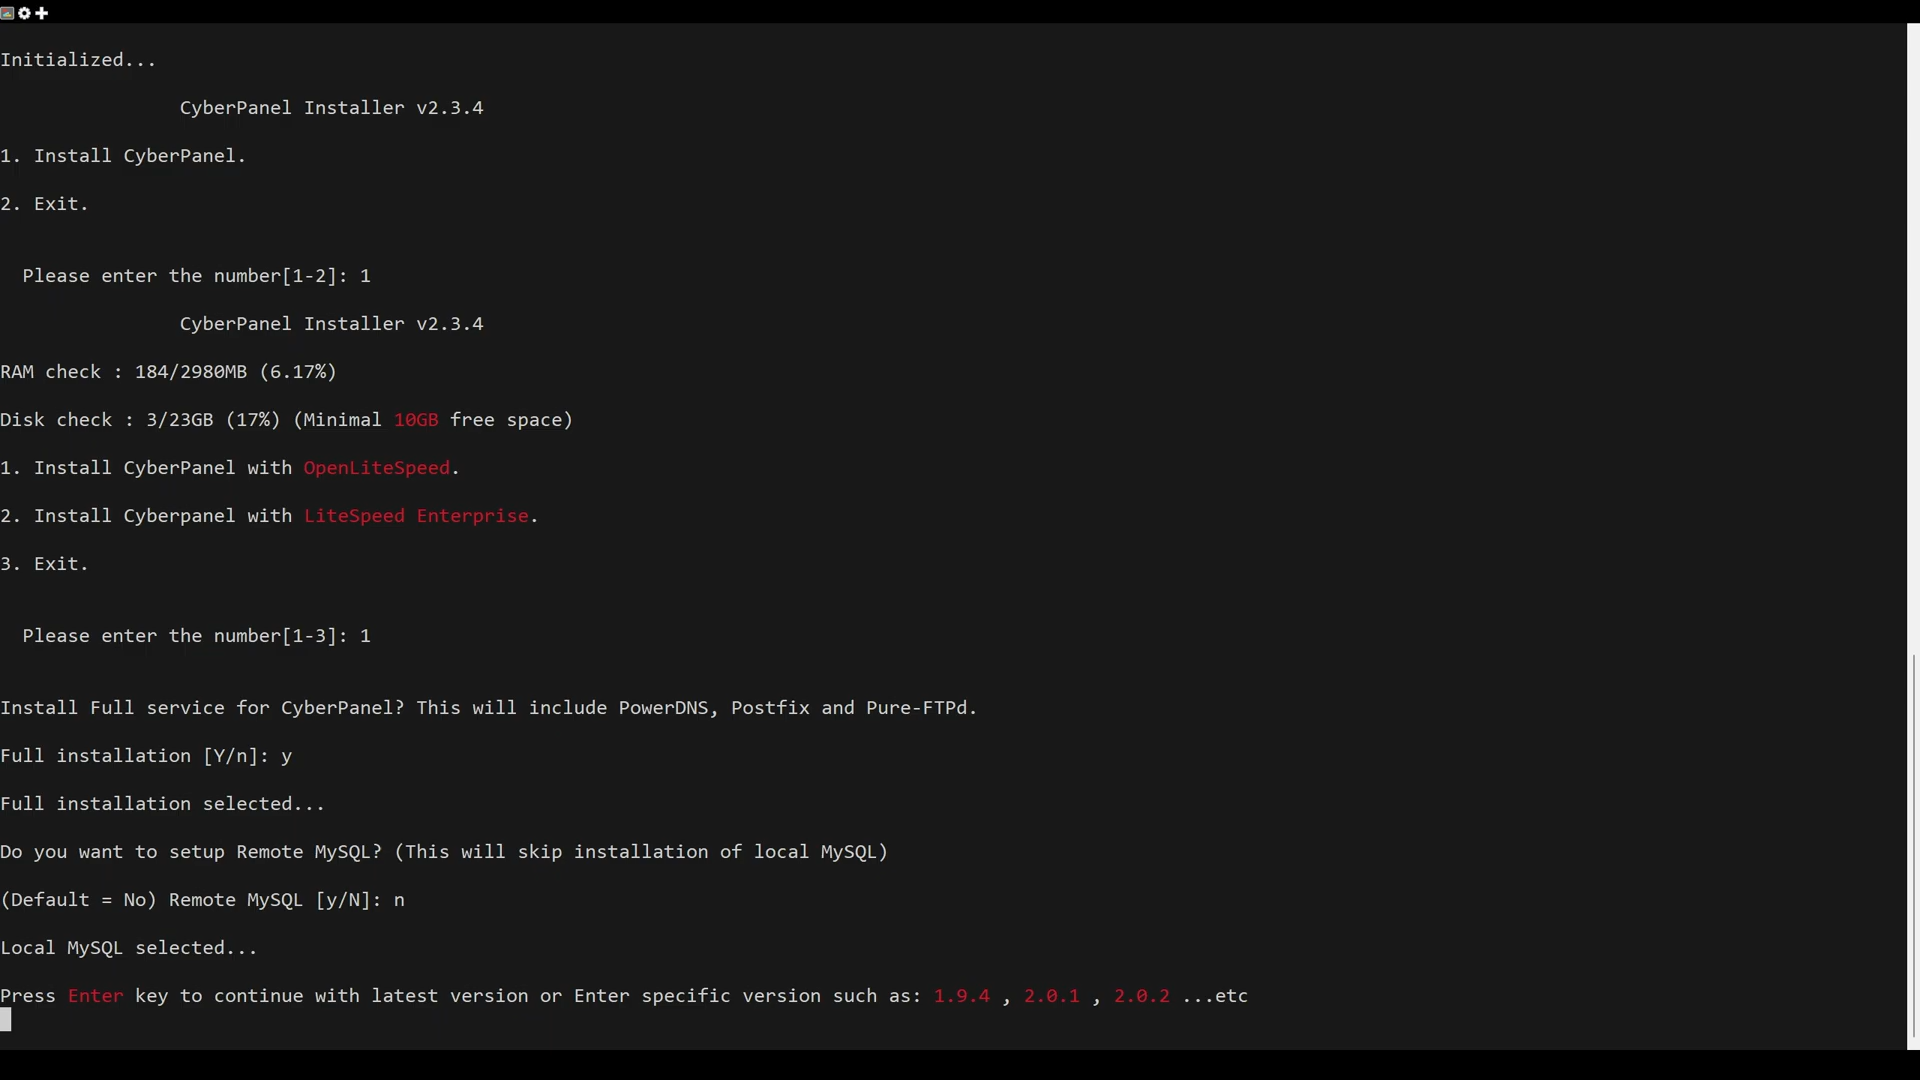 Initialized...
CyberPanel Installer v2.3.4
1. Install CyberPanel.
2. Exit.
Please enter the number[1-2]: 1
CyberPanel Installer v2.3.4
RAM check : 184/2980MB (6.17%)
Disk check : 3/23GB (17%) (Minimal 10GB free space)
1. Install CyberPanel with OpenLiteSpeed.
2. Install Cyberpanel with LiteSpeed Enterprise.
3. Exit.
Please enter the number[1-3]: 1
Install Full service for CyberPanel? This will include PowerDNS, Postfix and Pure-FTPd.
Full installation [Y/n]: y
Full installation selected...
Do you want to setup Remote MySQL? (This will skip installation of local MySQL)
(Default = No) Remote MySQL [y/N]: n
Local MySQL selected...
Press Enter key to continue with latest version or Enter specific version such as: 1.9.4 , 2.0.1 , 2.0.2 ...etc